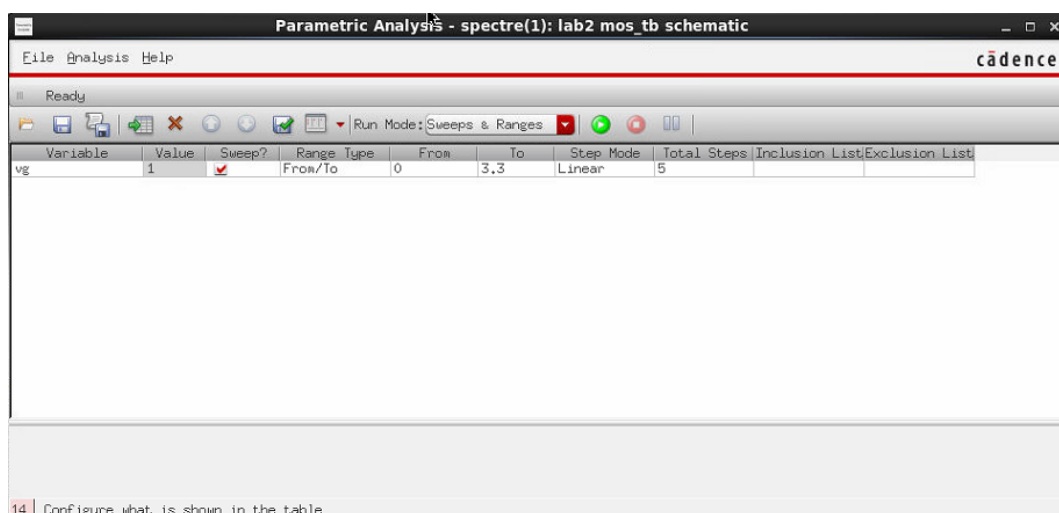 Parametric Analysis - spectre(1): lab2 mos_tb schematic
File Analysis Help
cādence
Ready
Run Mode: Sweeps & Ranges
Variable Value Sweep? Range Type From To Step Mode Total Steps Inclusion List Exclusion List
vg 1 From/To 0 3.3 Linear 5
14 Configure what is shown in the table